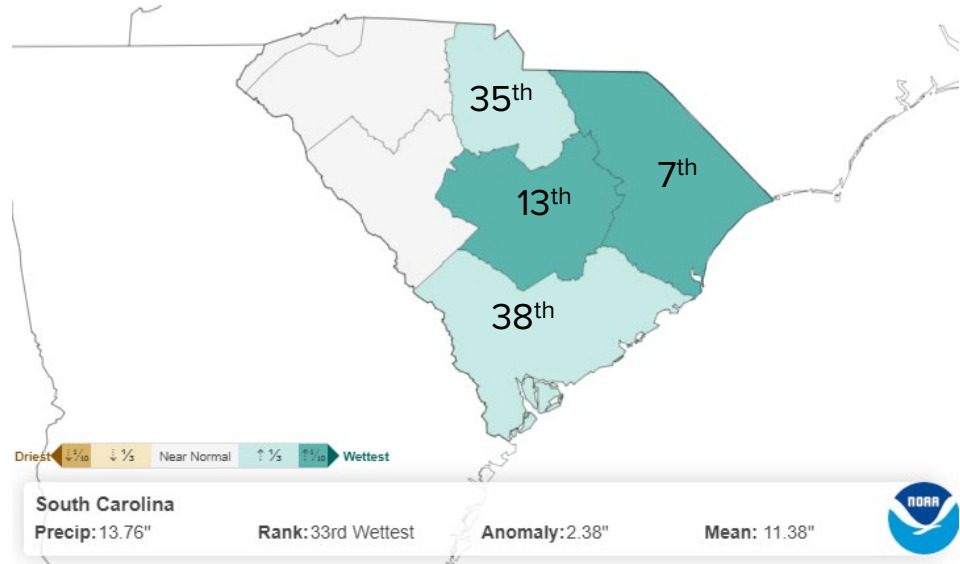 35th
7th
13th
38th
Driest ↓ 1/10 ↓ 1/3 Near Normal ↑ 1/3 ↑ 1/10 Wettest
South Carolina
Precip: 13.76" Rank: 33rd Wettest Anomaly: 2.38" Mean: 11.38"
NOAA